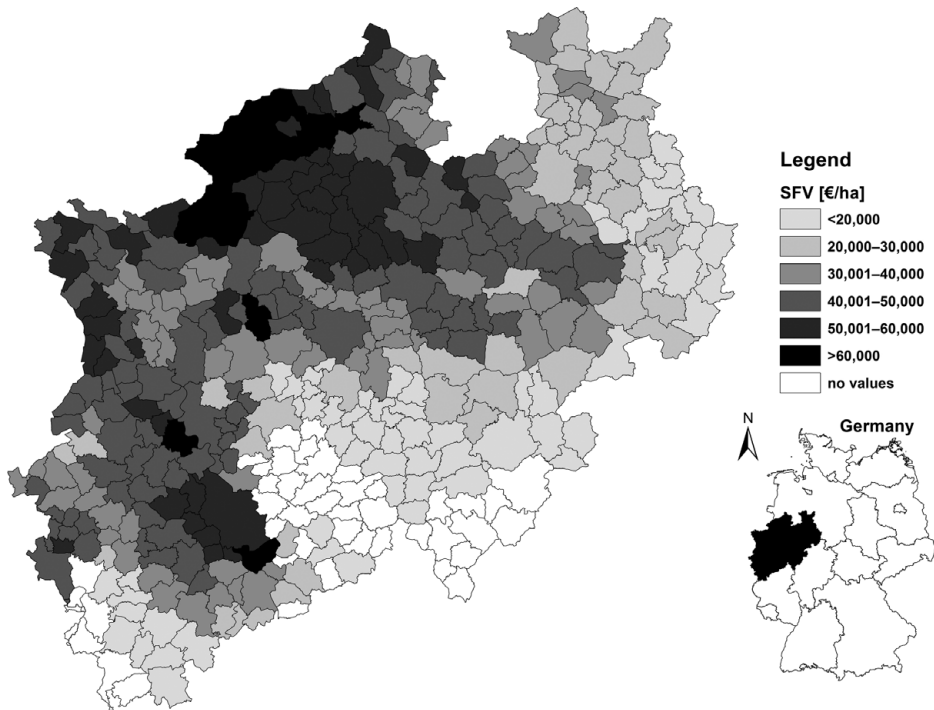 Legend
SFV [€/ha]
<20,000
20,000–30,000
30,001–40,000
40,001–50,000
50,001–60,000
>60,000
no values
N
Germany